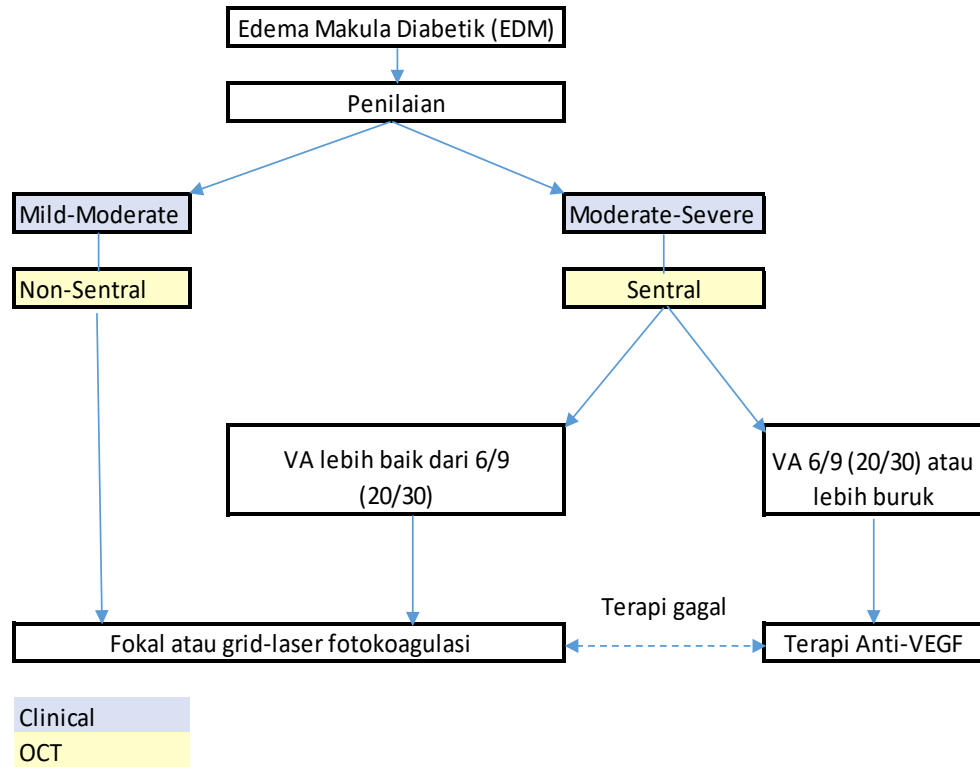 Edema Makula Diabetik (EDM)
Penilaian
Mild-Moderate
Moderate-Severe
Non-Sentral
Sentral
VA lebih baik dari 6/9
(20/30)
VA 6/9 (20/30) atau
lebih buruk
Terapi gagal
Fokal atau grid-laser fotokoagulasi
Terapi Anti-VEGF
Clinical
OCT